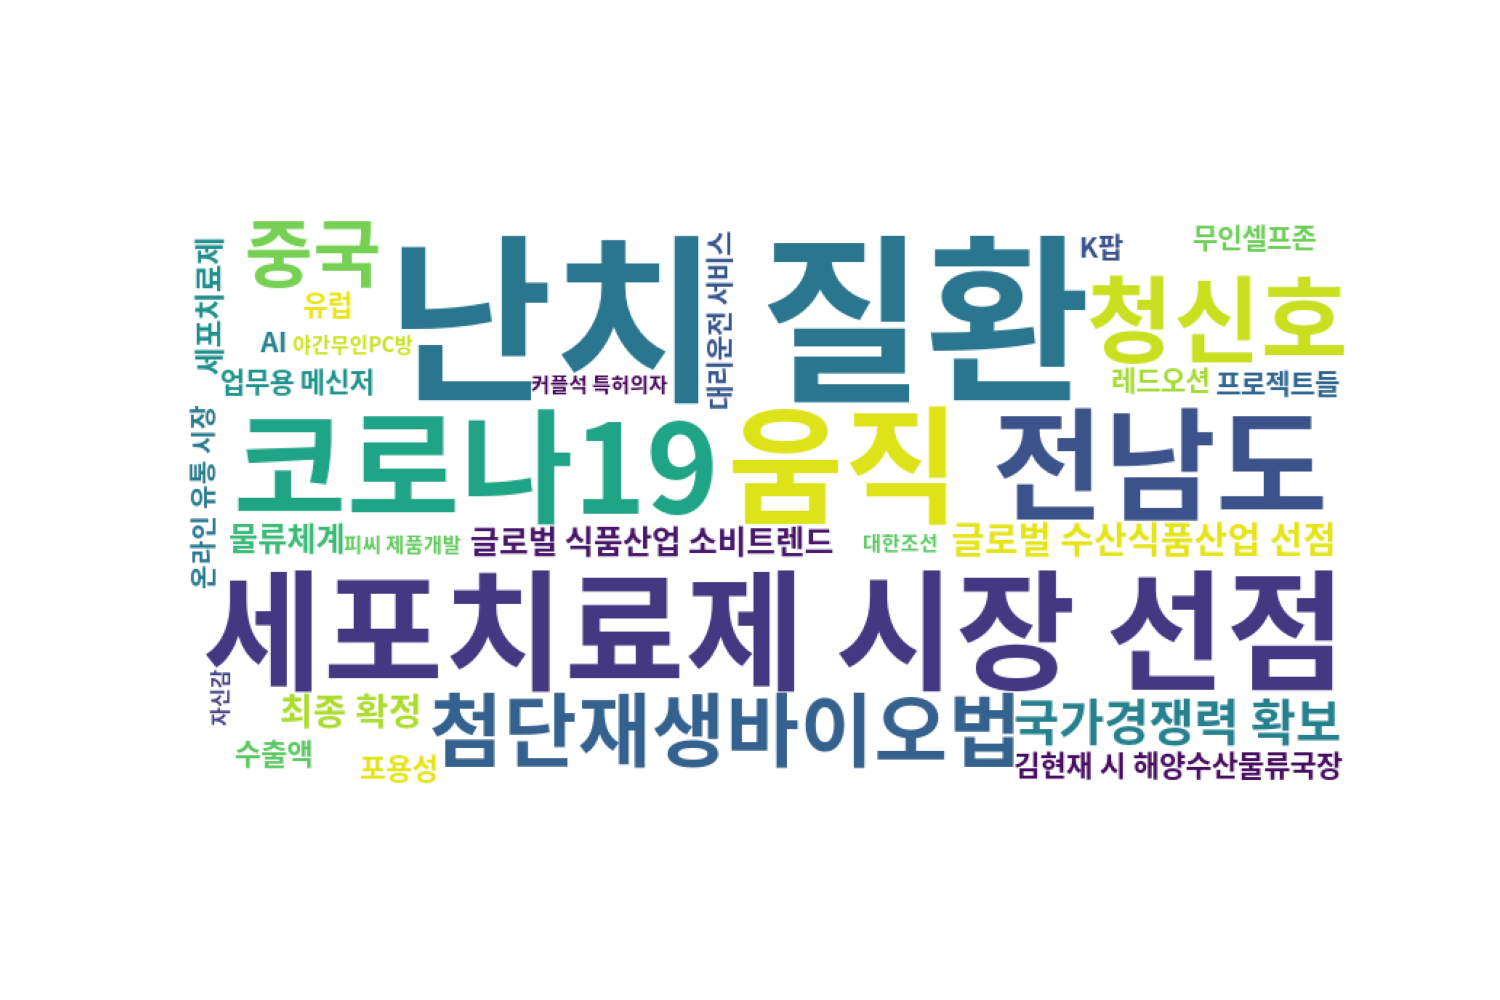 중국
난치 질환
K팝
무인셀프존
세포치료제
대리운전 서비스
유럽
청신호
AI
야간무인PC방
업무용 메신저
커플석 특허의자
레드오션
프로젝트들
온라인 유통 시장
코로나19
움직
전남도
물류체계
피씨 제품개발
글로벌 식품산업 소비트렌드
대한조선
글로벌 수산식품산업 선점
세포치료제 시장 선점
자신감
최종 확정
첨단재생바이오법
국가경쟁력 확보
수출액
포용성
김현재 시 해양수산물류국장